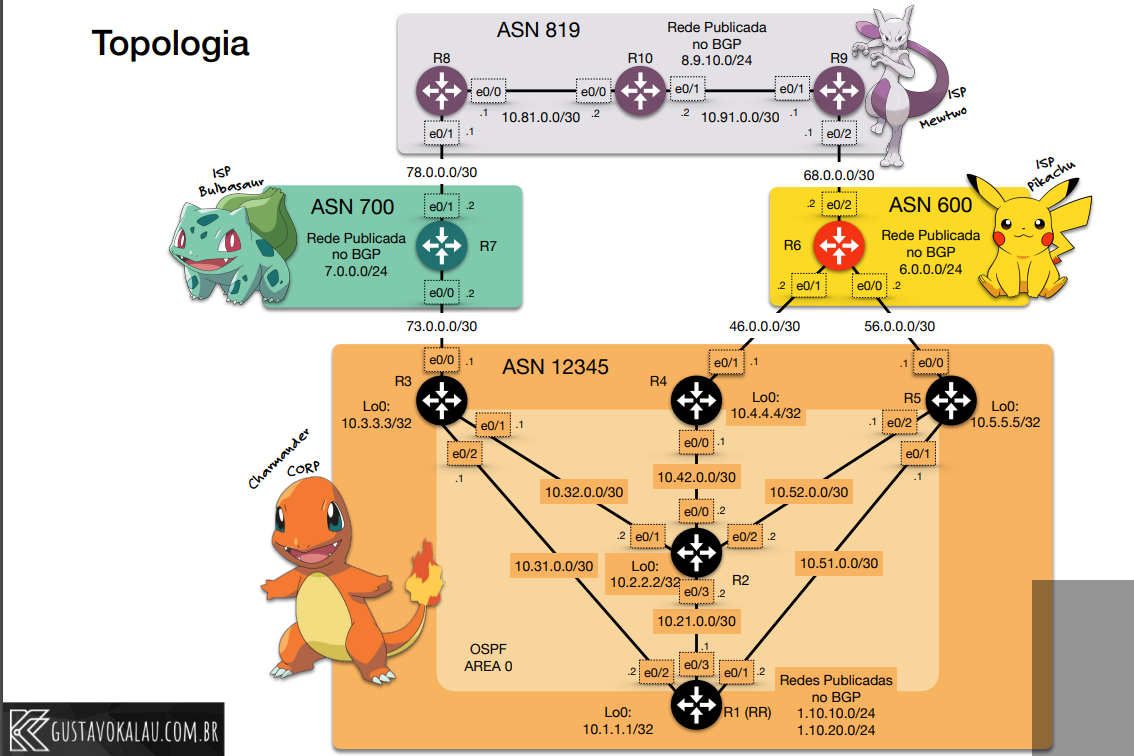 Topologia
ASN 819
Rede Publicada
no BGP
8.9.10.0/24
R8
R10
R9
e0/0
e0/0
e0/1
e0/1
.1
10.81.0.0/30
.2
.2
10.91.0.0/30
.1
e0/1
.1
.1
e0/2
ISP
Mewtwo
78.0.0.0/30
68.0.0.0/30
ISP
Bulbasaur
ASN 700
Rede Publicada
no BGP
7.0.0.0/24
e0/1
.2
R7
e0/0
.2
ISP
Pikachu
.2
e0/2
ASN 600
R6
Rede Publicada
no BGP
6.0.0.0/24
.2
e0/1
e0/0
.2
73.0.0.0/30
46.0.0.0/30
56.0.0.0/30
ASN 12345
e0/0
.1
e0/1
.1
.1
e0/0
R3
Lo0:
10.3.3.3/32
R4
Lo0:
10.4.4.4/32
R5
Lo0:
10.5.5.5/32
e0/1
.1
e0/2
.1
e0/0
.1
.1
e0/2
e0/1
.1
Charmander
CORP
10.32.0.0/30
10.42.0.0/30
10.52.0.0/30
e0/0
.2
.2
e0/1
e0/2
.2
10.31.0.0/30
Lo0:
10.2.2.2/32
R2
10.51.0.0/30
e0/3
.2
10.21.0.0/30
OSPF
AREA 0
.1
.2
e0/2
e0/3
e0/1
.2
Lo0:
10.1.1.1/32
R1 (RR)
Redes Publicadas
no BGP
1.10.10.0/24
1.10.20.0/24
GUSTAVOKALAU.COM.BR